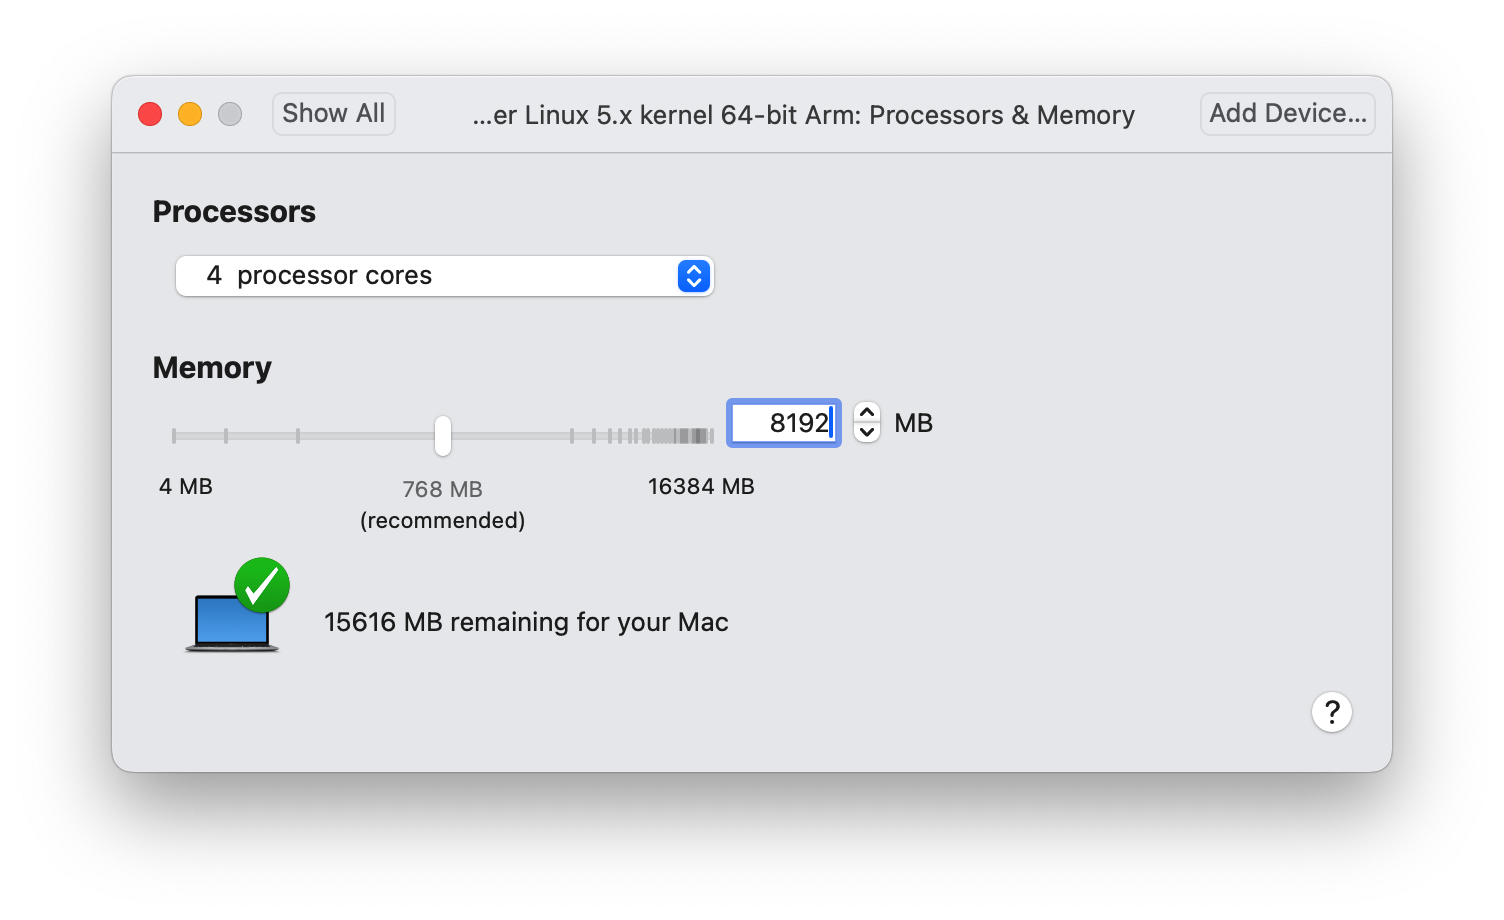 Show All
...er Linux 5.x kernel 64-bit Arm: Processors & Memory
Add Device...
Processors
4 processor cores
Memory
8192 MB
4 MB
768 MB
(recommended)
16384 MB
15616 MB remaining for your Mac
?